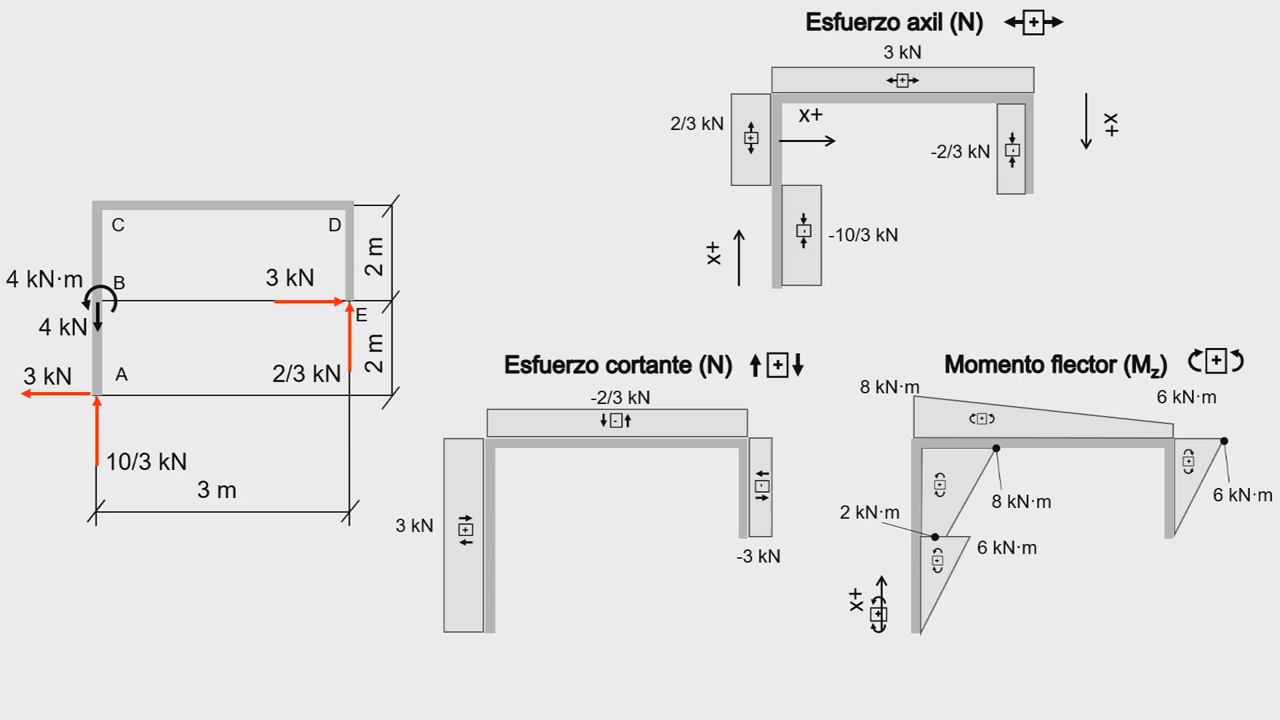 Esfuerzo axil (N)
3 kN
2/3 kN
x+
-2/3 kN
x+
-10/3 kN
x+
C
D
2 m
4 kN·m
B
3 kN
4 kN
E
2 m
3 kN
A
2/3 kN
10/3 kN
3 m
Esfuerzo cortante (N)
-2/3 kN
3 kN
-3 kN
Momento flector (Mz)
8 kN·m
6 kN·m
8 kN·m
6 kN·m
2 kN·m
6 kN·m
x+